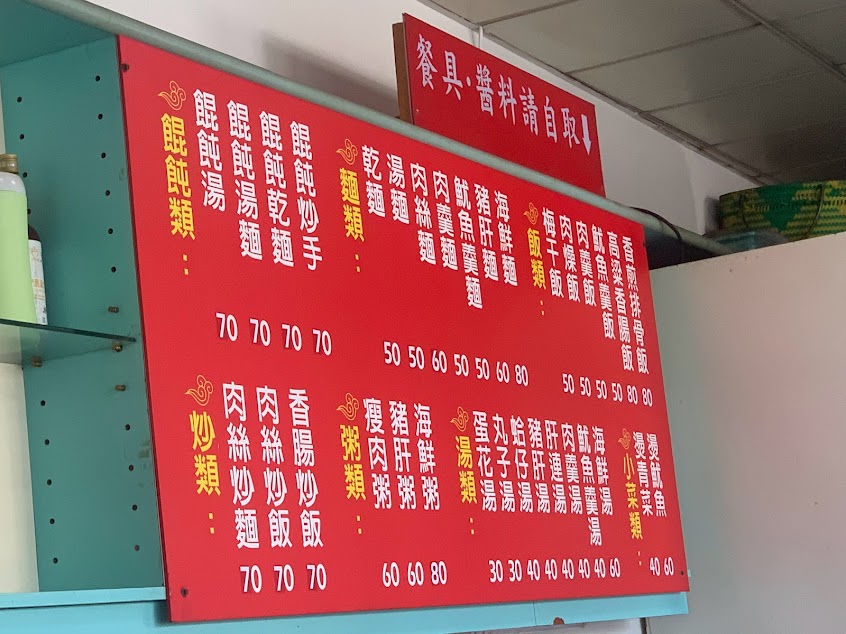 餐具·醬料請自取↓
餛飩類：
餛飩湯 70
餛飩湯麵 70
餛飩乾麵 70
餛飩炒手 70
麵類：
乾麵 50
湯麵 50
肉絲麵 60
肉羹麵 50
魷魚羹麵 50
豬肝麵 60
海鮮麵 80
飯類：
梅干飯 50
肉燥飯 50
肉羹飯 50
魷魚羹飯 50
高粱香腸飯 80
香煎排骨飯 80
炒類：
肉絲炒麵 70
肉絲炒飯 70
香腸炒飯 70
粥類：
瘦肉粥 60
豬肝粥 60
海鮮粥 80
湯類：
蛋花湯 30
丸子湯 30
蛤仔湯 40
豬肝湯 40
肝連湯 40
肉羹湯 40
魷魚羹湯 40
海鮮湯 60
小菜類：
燙青菜 40
燙魷魚 60